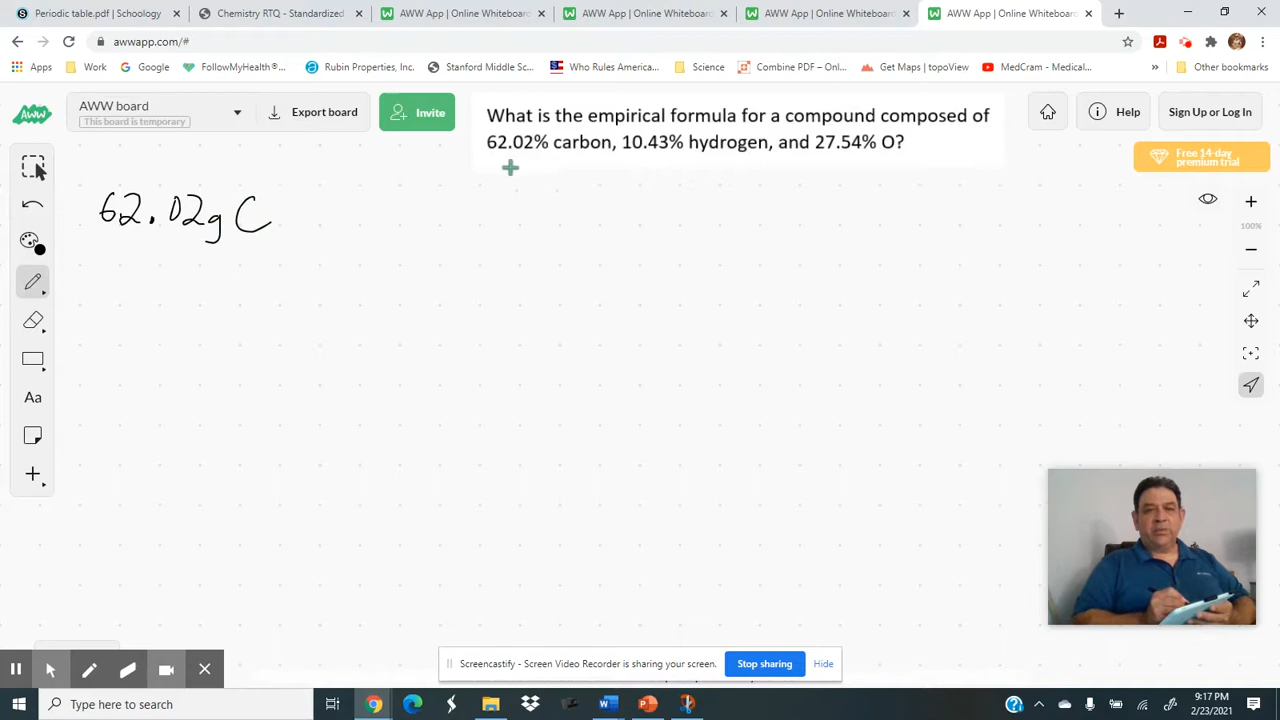 Periodic table.pdf | Schoology
Chemistry RTQ - Standardized
AWW App | Online Whiteboar
AWW App | Online Whiteboard
AWW App | Online Whiteboar
AWW App | Online Whiteboar
awwapp.com/#
Apps
Work
Google
FollowMyHealth®...
Rubin Properties, Inc.
Stanford Middle Sc...
Who Rules America...
Science
Combine PDF – Onl...
Get Maps | topoView
MedCram - Medical...
»
Other bookmarks
AWW
AWW board
This board is temporary
Export board
Invite
What is the empirical formula for a compound composed of
62.02% carbon, 10.43% hydrogen, and 27.54% O?
Help
Sign Up or Log In
Free 14-day
premium trial
62.02g C
100%
Aa
Screencastify - Screen Video Recorder is sharing your screen.
Stop sharing
Hide
Type here to search
9:17 PM
2/23/2021